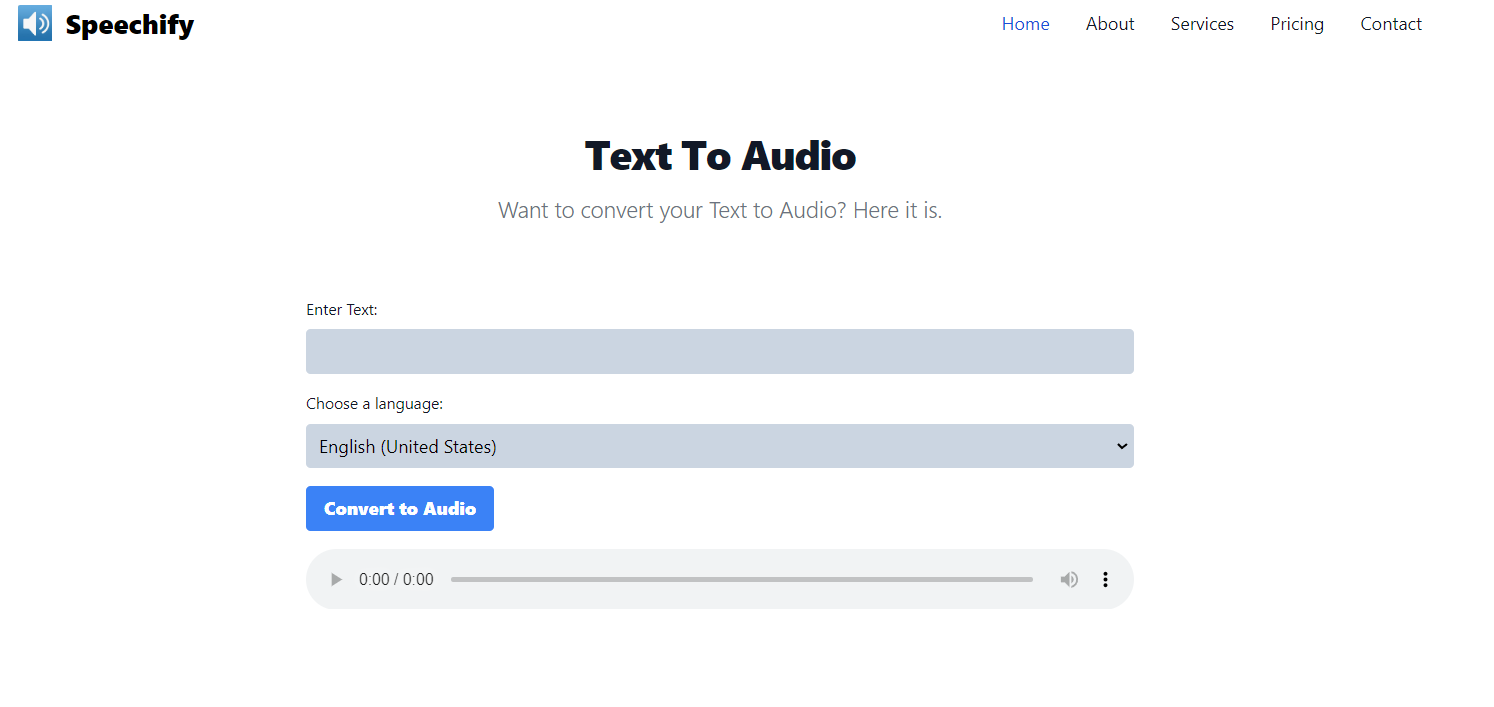 Speechify
Home About Services Pricing Contact
Text To Audio
Want to convert your Text to Audio? Here it is.
Enter Text:
Choose a language:
English (United States)
Convert to Audio
0:00 / 0:00